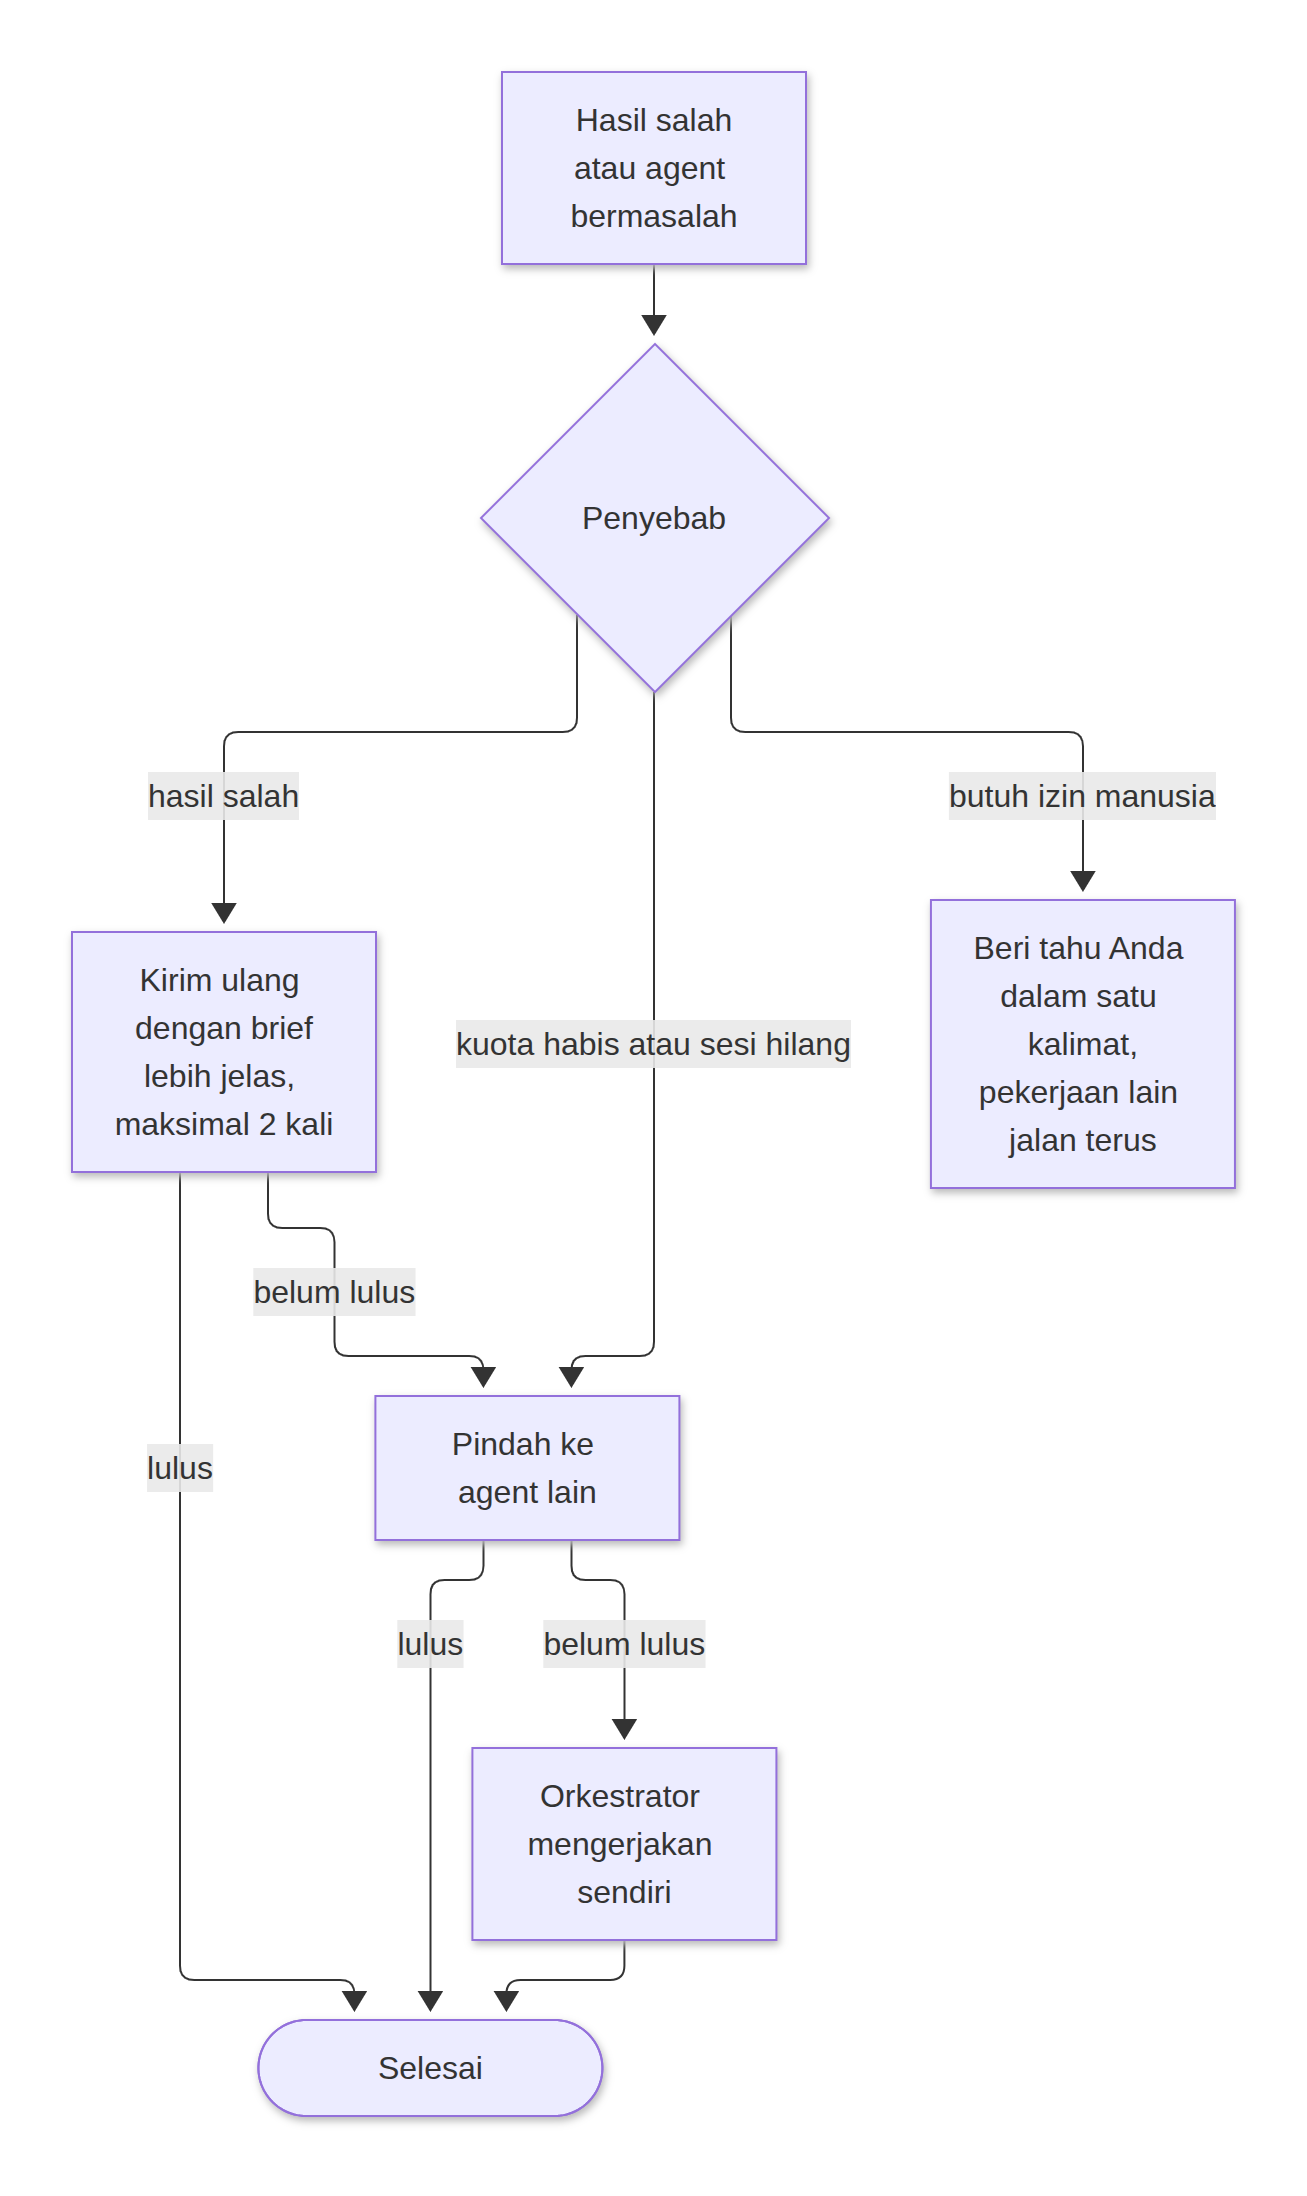 Hasil salah
atau agent
bermasalah
Penyebab
hasil salah
butuh izin manusia
Kirim ulang
dengan brief
lebih jelas,
maksimal 2 kali
kuota habis atau sesi hilang
Beri tahu Anda
dalam satu
kalimat,
pekerjaan lain
jalan terus
belum lulus
lulus
Pindah ke
agent lain
lulus
belum lulus
Orkestrator
mengerjakan
sendiri
Selesai